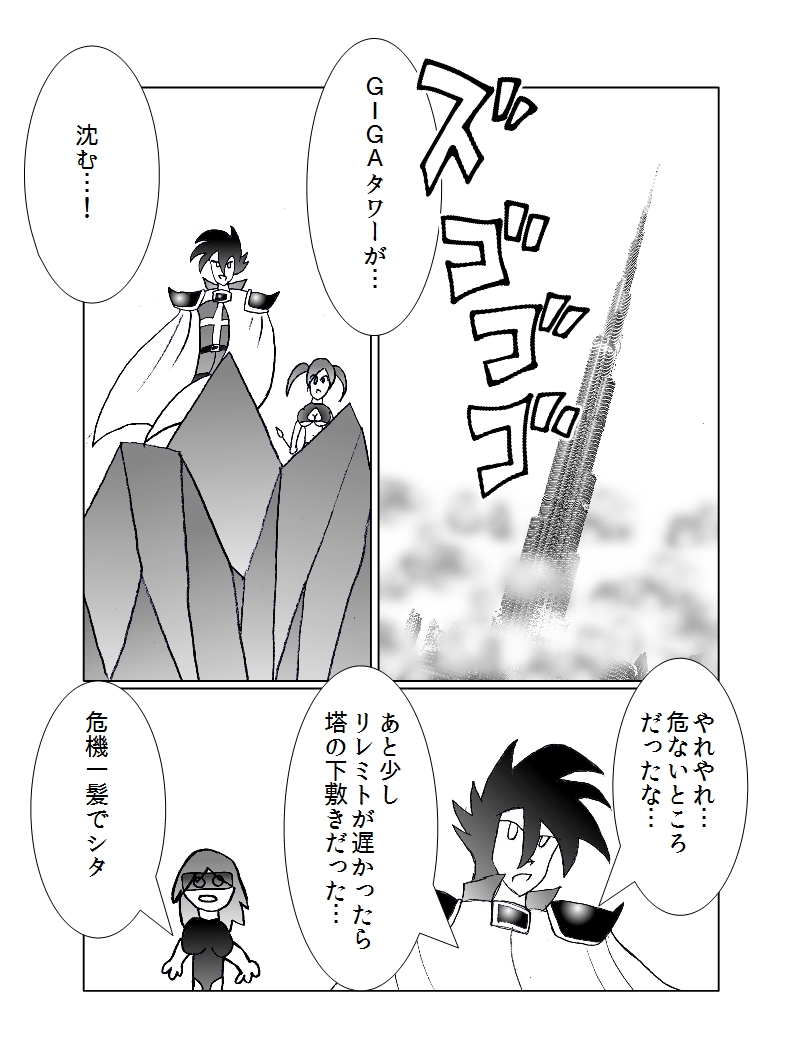 ズゴゴゴ
GIGAタワーが…
沈む…!
やれやれ…
危ないところ
だったな…
あと少し
リレミトが遅かったら
塔の下敷きだった…
危機一髪でシタ